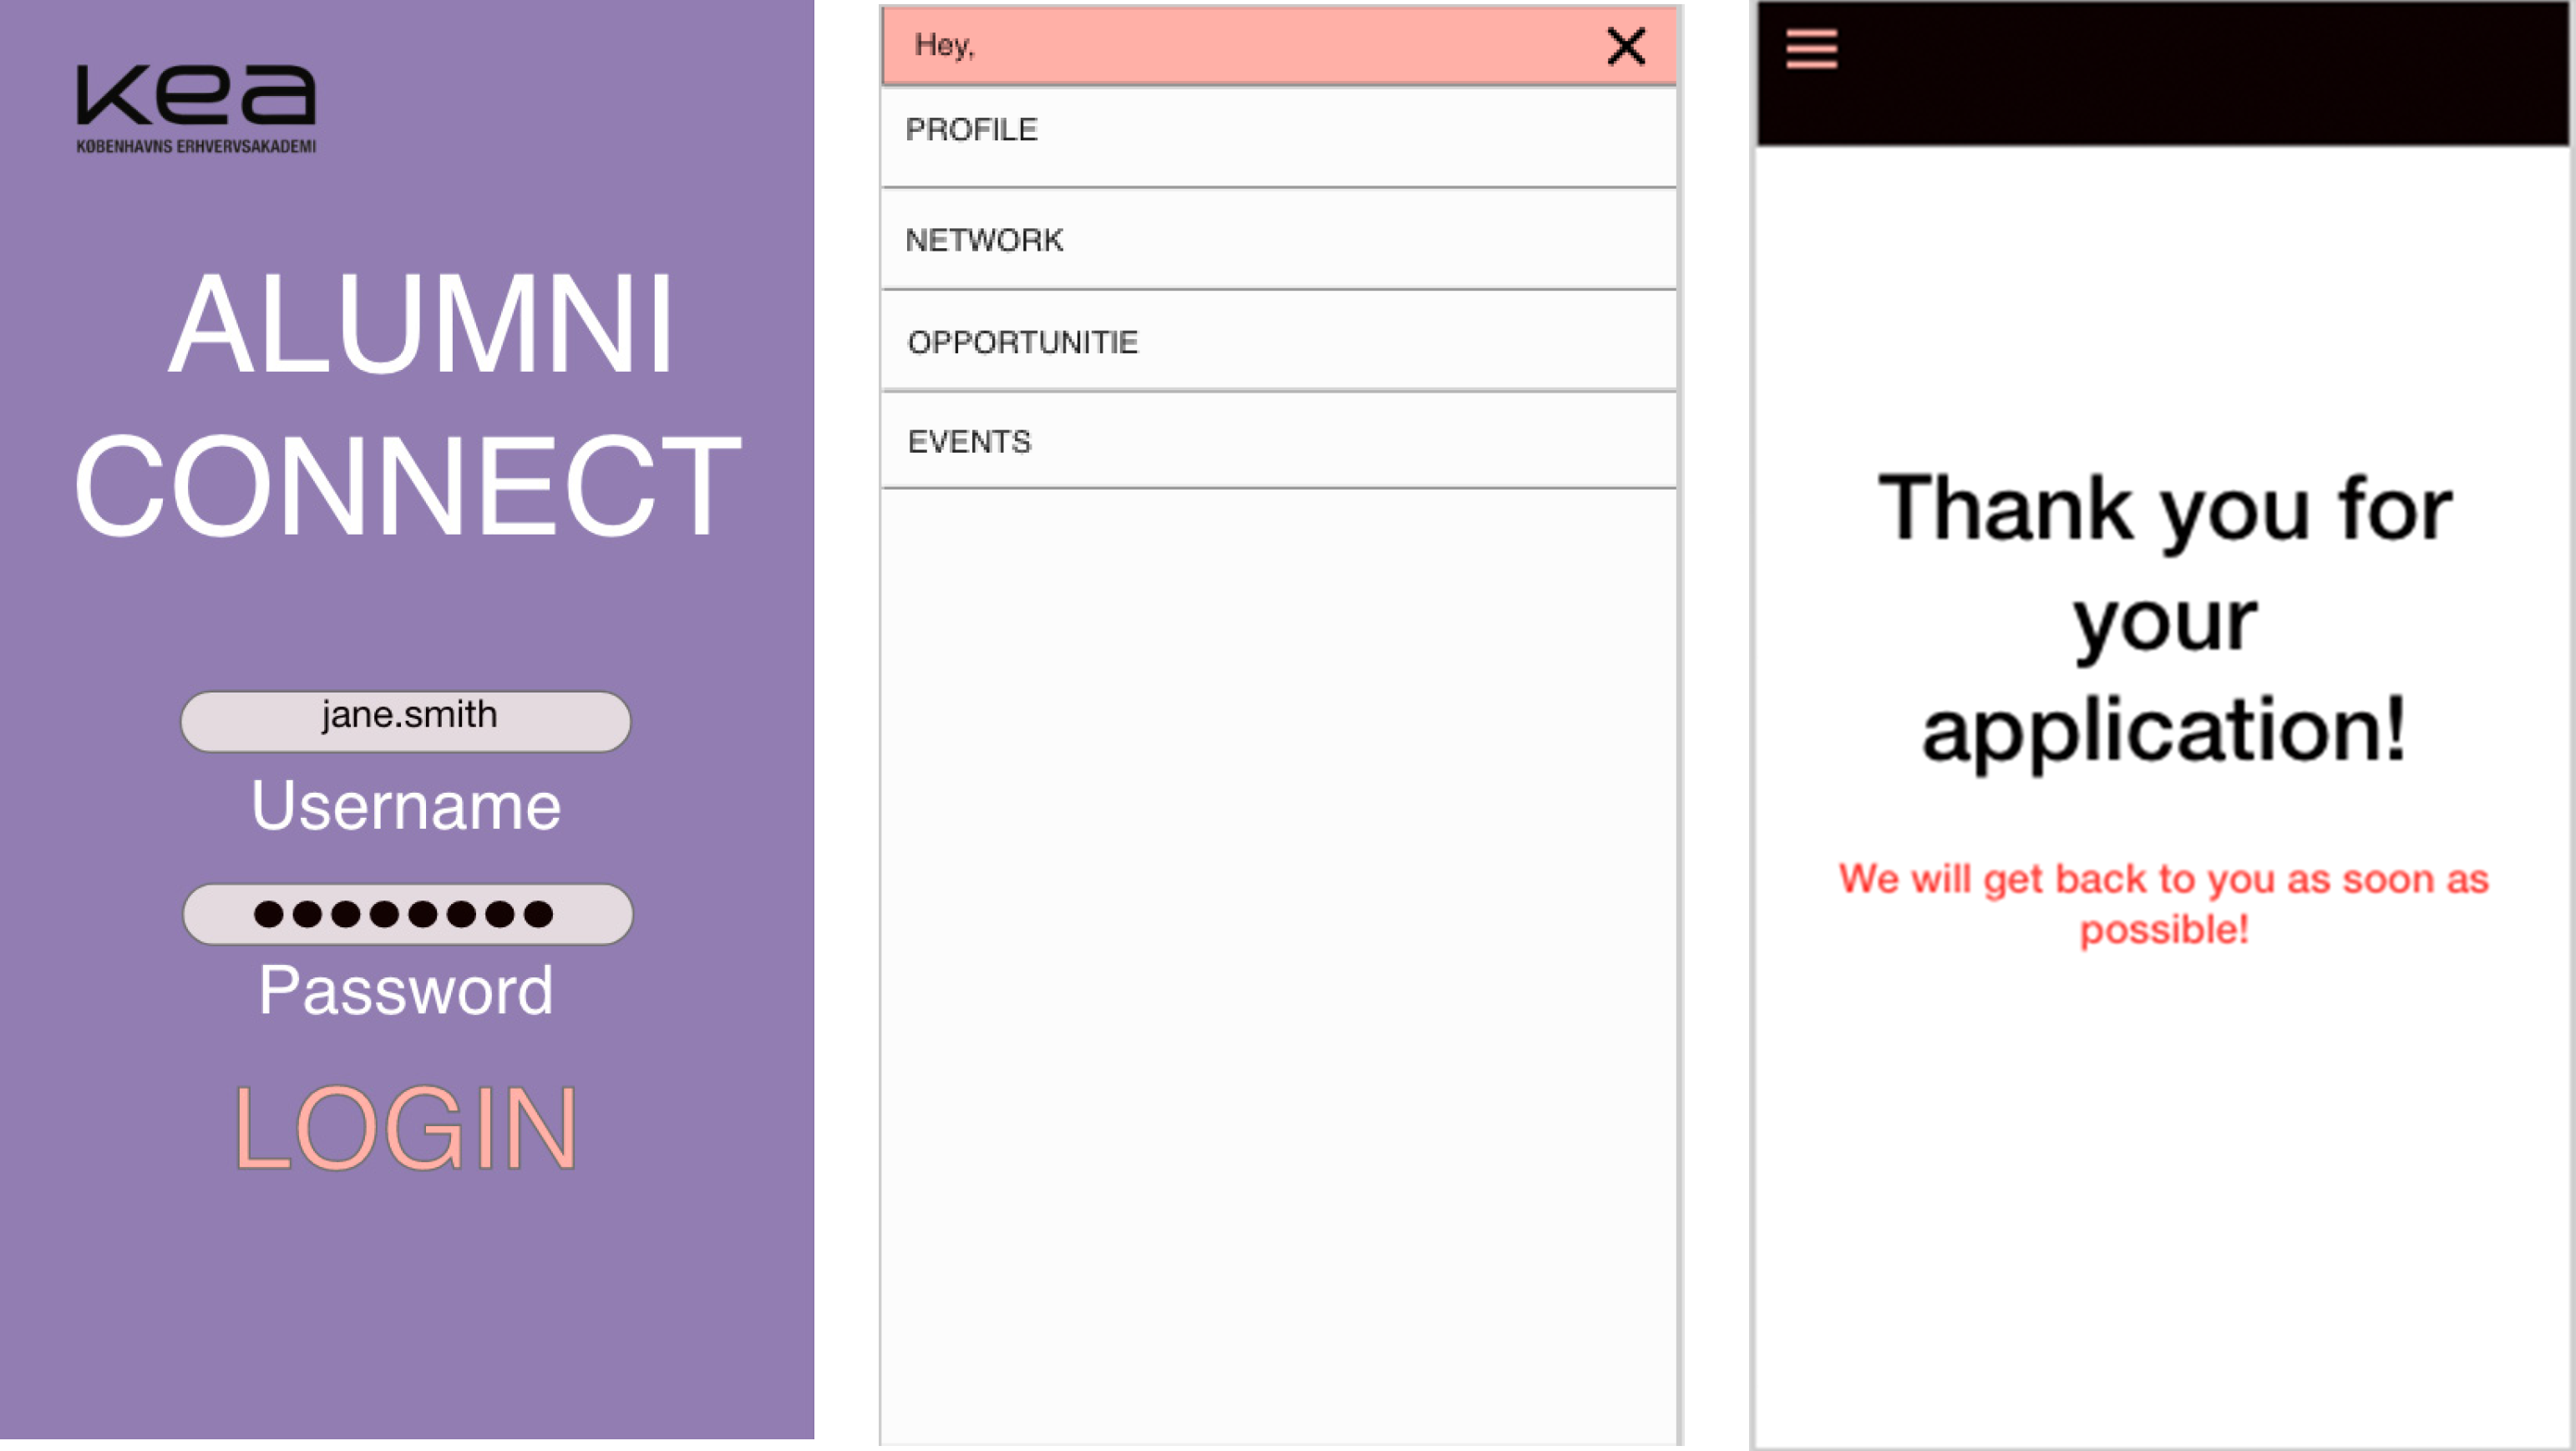 kea
KØBENHAVNS ERHVERVSAKADEMI
ALUMNI
CONNECT
jane.smith
Username
Password
LOGIN
Hey,
PROFILE
NETWORK
OPPORTUNITIE
EVENTS
Thank you for
your
application!
We will get back to you as soon as
possible!